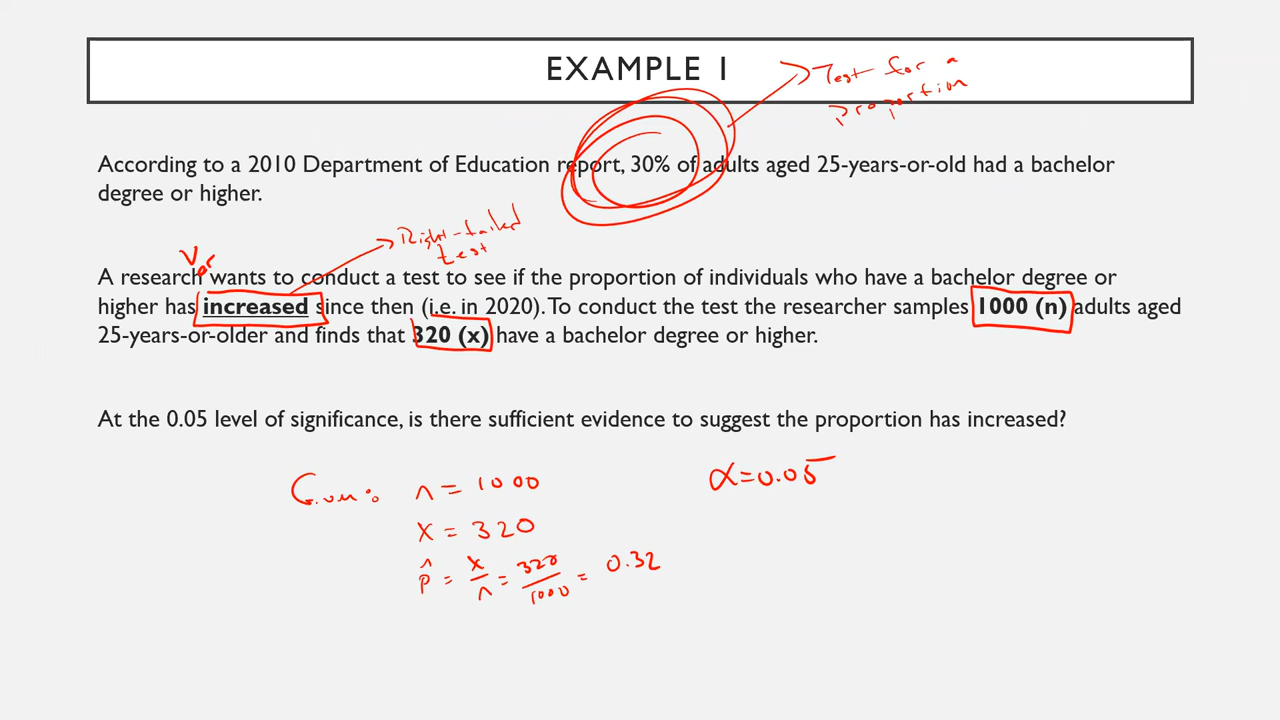 EXAMPLE 1
Test for a
proportion
According to a 2010 Department of Education report, 30% of adults aged 25-years-or-old had a bachelor
degree or higher.
Right-tailed
test
er
A research wants to conduct a test to see if the proportion of individuals who have a bachelor degree or
higher has increased since then (i.e. in 2020). To conduct the test the researcher samples 1000 (n) adults aged
25-years-or-older and finds that 320 (x) have a bachelor degree or higher.
At the 0.05 level of significance, is there sufficient evidence to suggest the proportion has increased?
Given: n = 1000 α=0.05
x = 320
p̂ = x/n = 320/1000 = 0.32